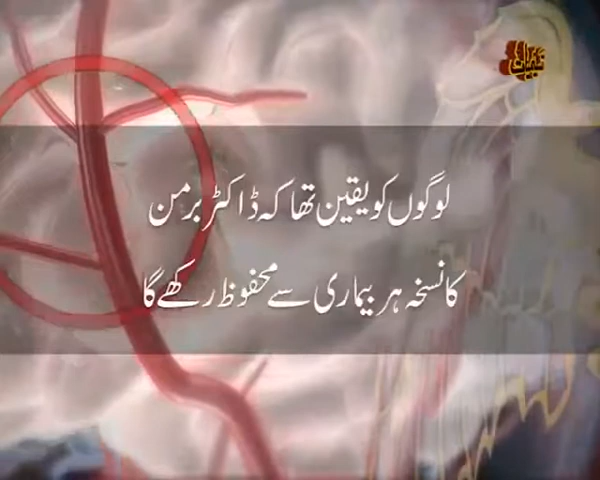 لوگوں کو یقین تھا کہ ڈاکٹر برمن
کا نسخہ ہر بیماری سے محفوظ رکھے گا